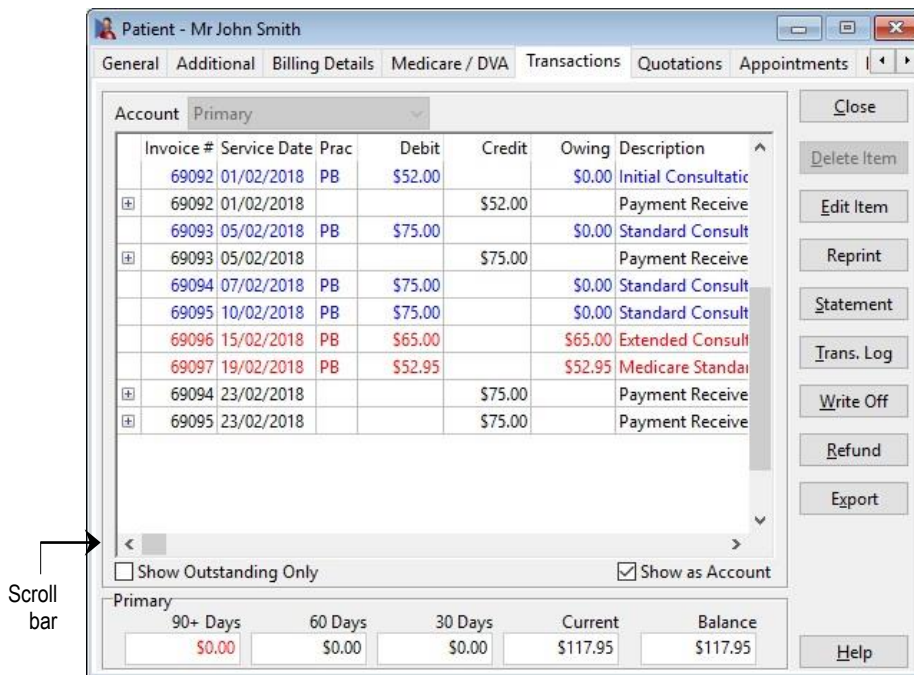 Patient - Mr John Smith
General Additional Billing Details Medicare / DVA Transactions Quotations Appointments
Account Primary
Close
Invoice # Service Date Prac Debit Credit Owing Description
69092 01/02/2018 PB $52.00 $0.00 Initial Consultatic
Delete Item
69092 01/02/2018 $52.00 Payment Receive
Edit Item
69093 05/02/2018 PB $75.00 $0.00 Standard Consult
69093 05/02/2018 $75.00 Payment Receive
Reprint
69094 07/02/2018 PB $75.00 $0.00 Standard Consult
69095 10/02/2018 PB $75.00 $0.00 Standard Consult
Statement
69096 15/02/2018 PB $65.00 $65.00 Extended Consult
69097 19/02/2018 PB $52.95 $52.95 Medicare Standar
Trans. Log
69094 23/02/2018 $75.00 Payment Receive
Write Off
69095 23/02/2018 $75.00 Payment Receive
Refund
Export
Show Outstanding Only Show as Account
Scroll
bar
Primary
90+ Days 60 Days 30 Days Current Balance
$0.00 $0.00 $0.00 $117.95 $117.95
Help